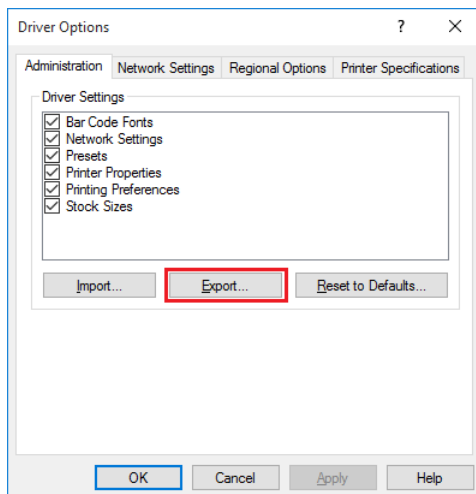 Driver Options ?
Administration Network Settings Regional Options Printer Specifications
Driver Settings
Bar Code Fonts
Network Settings
Presets
Printer Properties
Printing Preferences
Stock Sizes
Import... Export... Reset to Defaults...
OK Cancel Apply Help